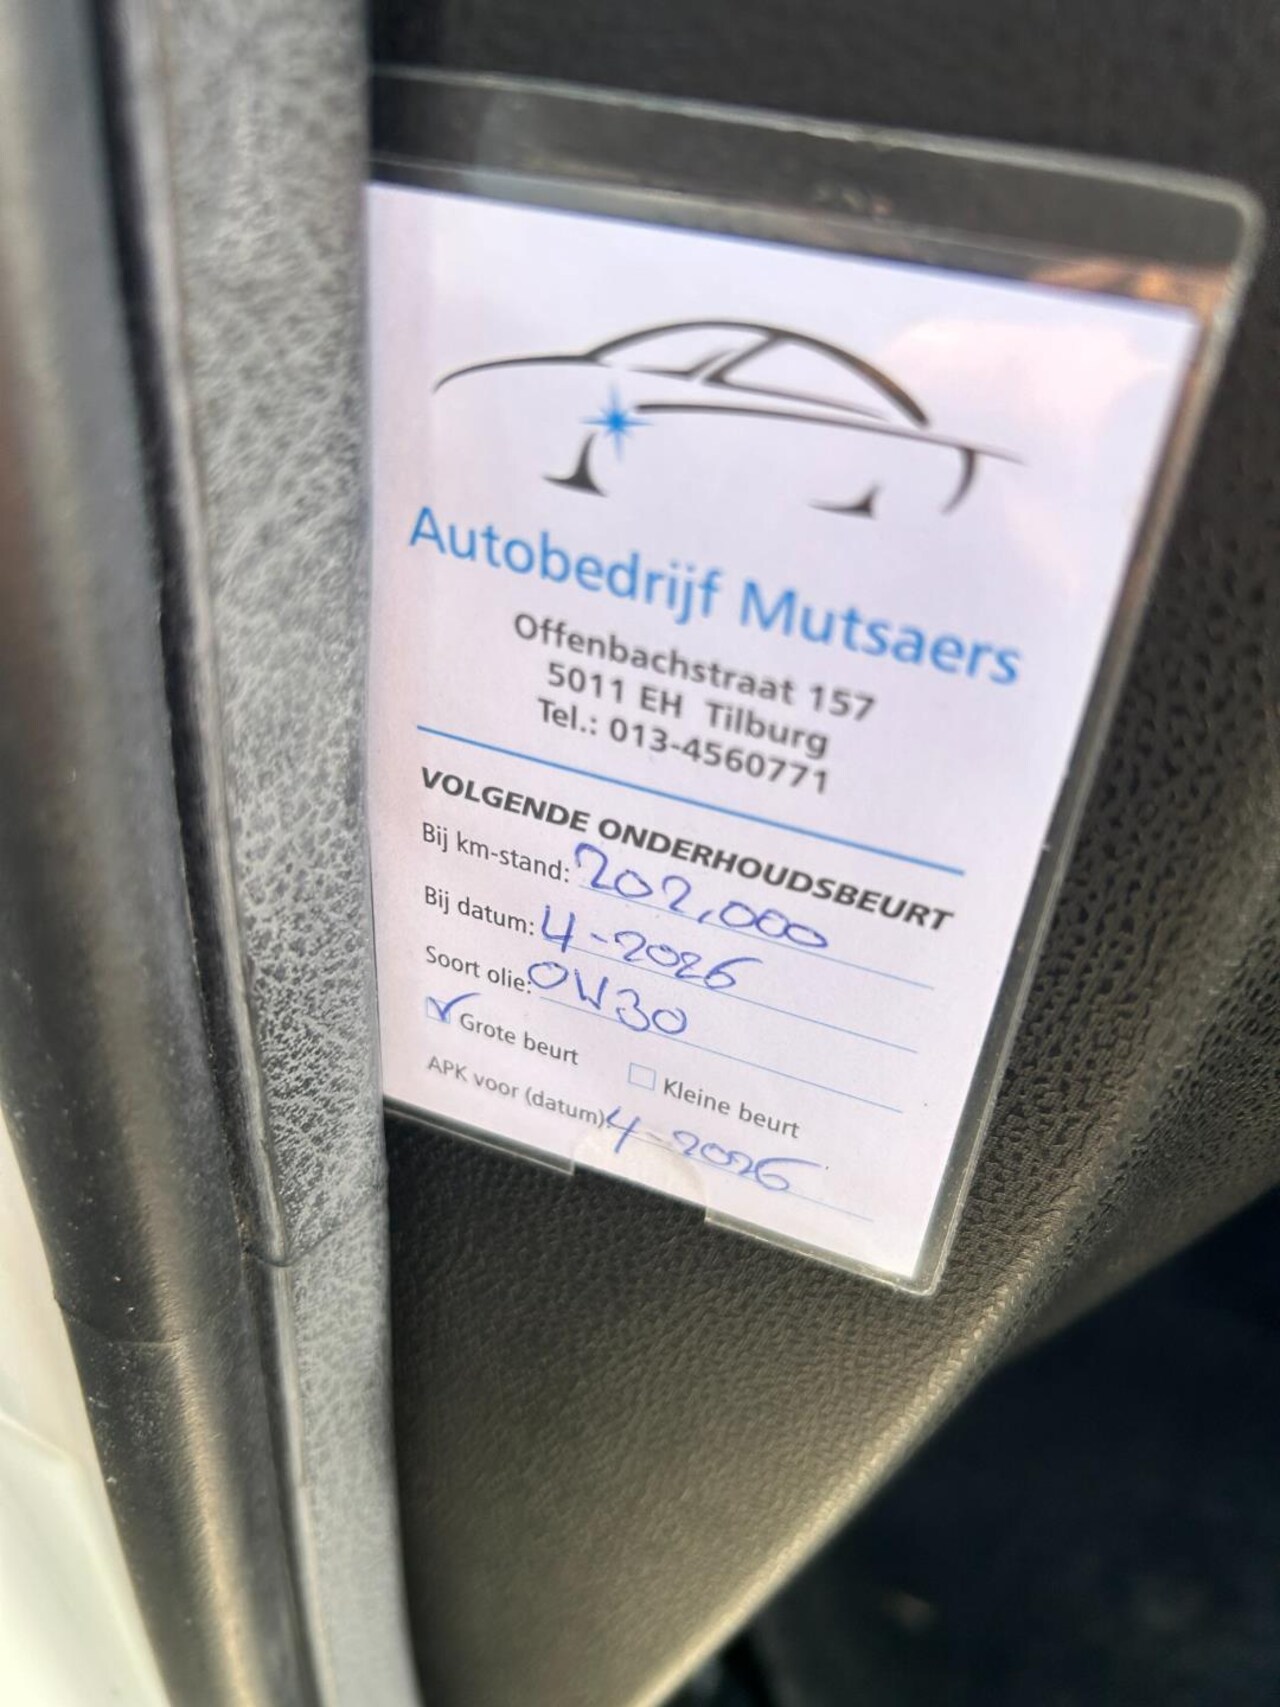 Autobedrijf Mutsaers
Offenbachstraat 157
5011 EH Tilburg
Tel.: 013-4560771
VOLGENDE ONDERHOUDSBEURT
Bij km-stand: 202,000
Bij datum: 4-2026
Soort olie: OW30
Grote beurt Kleine beurt
APK voor (datum) 4-2026